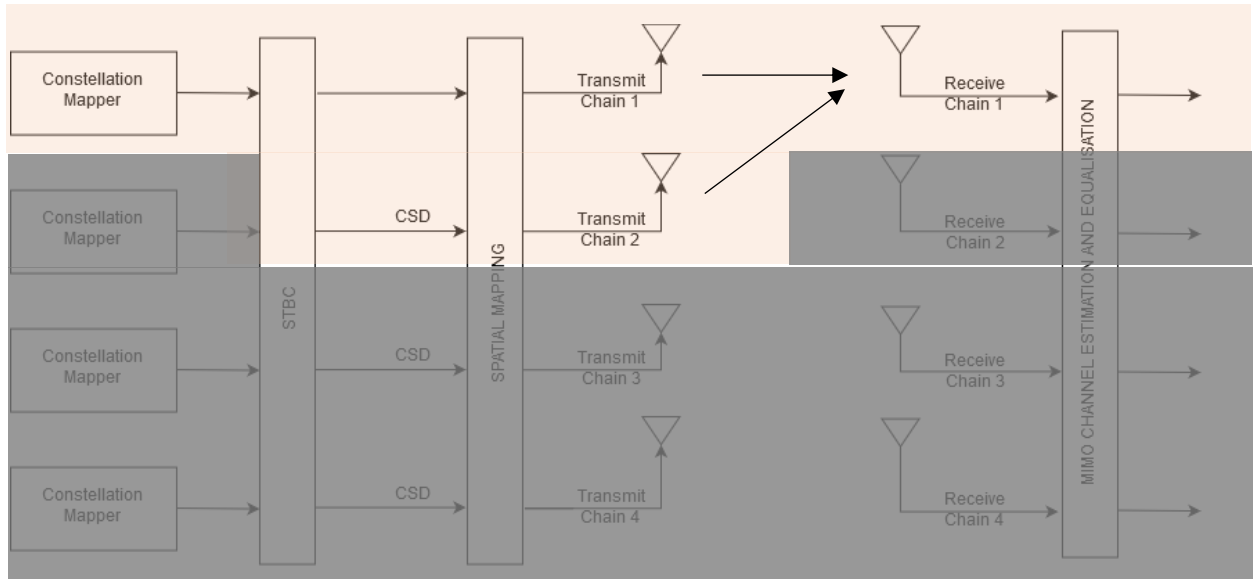 Constellation
Mapper
Transmit
Chain 1
Receive
Chain 1
Constellation
Mapper
CSD
Transmit
Chain 2
Receive
Chain 2
STBC
SPATIAL MAPPING
MIMO CHANNEL ESTIMATION AND EQUALISATION
Constellation
Mapper
CSD
Transmit
Chain 3
Receive
Chain 3
Constellation
Mapper
CSD
Transmit
Chain 4
Receive
Chain 4